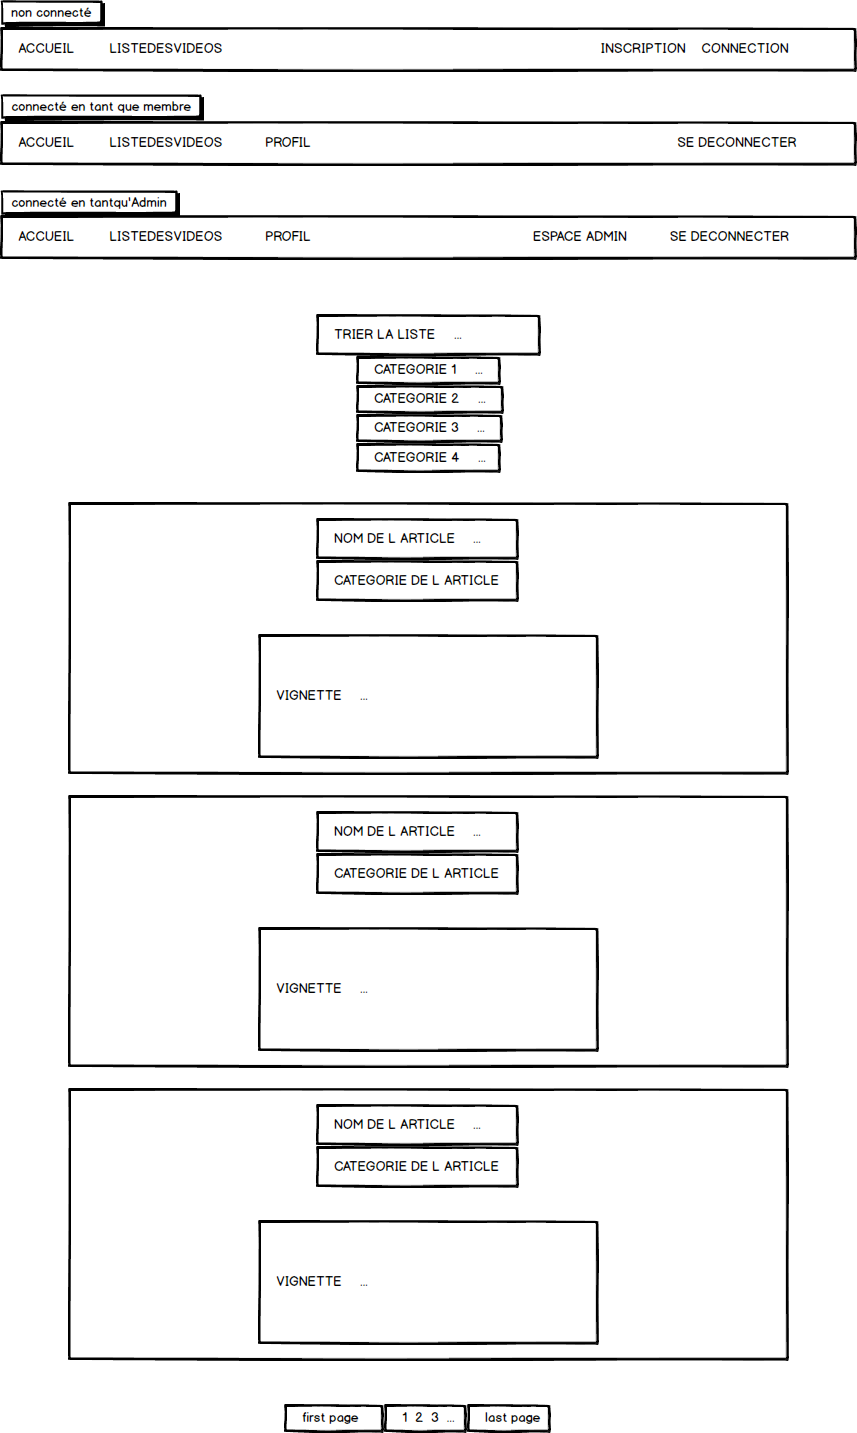 non connecté
ACCUEIL LISTEDESVIDEOS INSCRIPTION CONNECTION
connecté en tant que membre
ACCUEIL LISTEDESVIDEOS PROFIL SE DECONNECTER
connecté en tantqu'Admin
ACCUEIL LISTEDESVIDEOS PROFIL ESPACE ADMIN SE DECONNECTER
TRIER LA LISTE ...
CATEGORIE 1 ...
CATEGORIE 2 ...
CATEGORIE 3 ...
CATEGORIE 4 ...
NOM DE L ARTICLE ...
CATEGORIE DE L ARTICLE
VIGNETTE ...
NOM DE L ARTICLE ...
CATEGORIE DE L ARTICLE
VIGNETTE ...
NOM DE L ARTICLE ...
CATEGORIE DE L ARTICLE
VIGNETTE ...
first page 1 2 3 ... last page